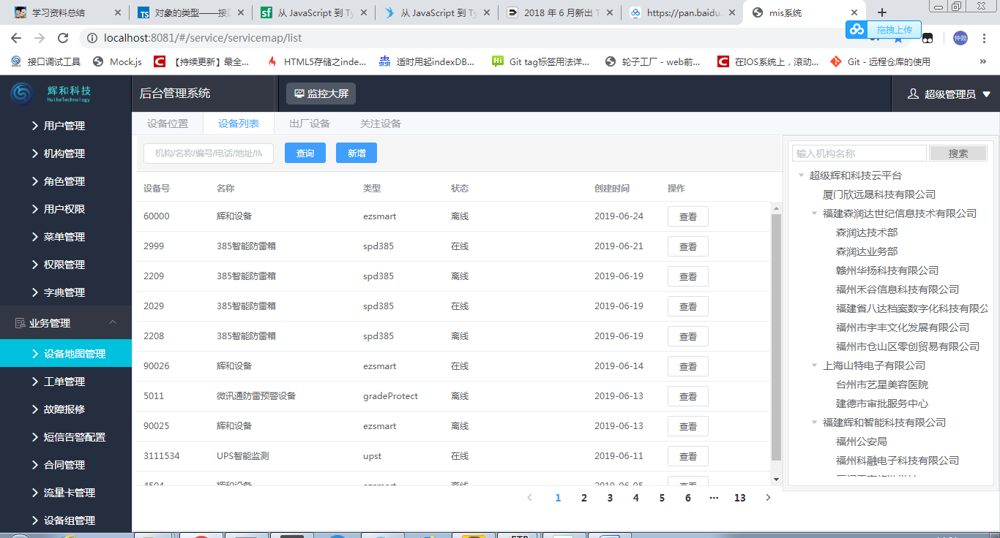 学习资料总结
对象的类型——接口
从 JavaScript 到 Ty
从 JavaScript 到 Ty
2018 年 6 月新出 T
https://pan.baidu.
mis系统
localhost:8081/#/service/servicemap/list
拖拽上传
仲勋
接口调试工具
Mock.js
【持续更新】最全...
HTML5存储之inde...
适时用起indexDB...
Git tag标签用法详...
轮子工厂 - web前...
在IOS系统上，滚动...
Git - 远程仓库的使用
辉和科技
HuiheTechnology
后台管理系统
监控大屏
超级管理员
用户管理
机构管理
角色管理
用户权限
菜单管理
权限管理
字典管理
业务管理
设备地图管理
工单管理
故障报修
短信告警配置
合同管理
流量卡管理
设备组管理
设备位置 设备列表 出厂设备 关注设备
机构/名称/编号/电话/地址/IM 查询 新增
设备号 名称 类型 状态 创建时间 操作
60000 辉和设备 ezsmart 离线 2019-06-24 查看
2999 385智能防雷箱 spd385 在线 2019-06-21 查看
2209 385智能防雷箱 spd385 离线 2019-06-19 查看
2029 385智能防雷箱 spd385 在线 2019-06-19 查看
2208 385智能防雷箱 spd385 离线 2019-06-19 查看
90026 辉和设备 ezsmart 在线 2019-06-14 查看
5011 微讯通防雷预警设备 gradeProtect 离线 2019-06-13 查看
90025 辉和设备 ezsmart 离线 2019-06-13 查看
3111534 UPS智能监测 upst 在线 2019-06-11 查看
4504 辉和设备 ezsmart 离线 2019-06-05 查看
1 2 3 4 5 6 ··· 13
输入机构名称 搜索
超级辉和科技云平台
厦门欣远晟科技有限公司
福建森润达世纪信息技术有限公司
森润达技术部
森润达业务部
赣州华扬科技有限公司
福州禾谷信息科技有限公司
福建省八达档案数字化科技有限公
福州市宇丰文化发展有限公司
福州市仓山区零创贸易有限公司
上海山特电子有限公司
台州市艺星美容医院
建德市审批服务中心
福建辉和智能科技有限公司
福州公安局
福州科融电子科技有限公司